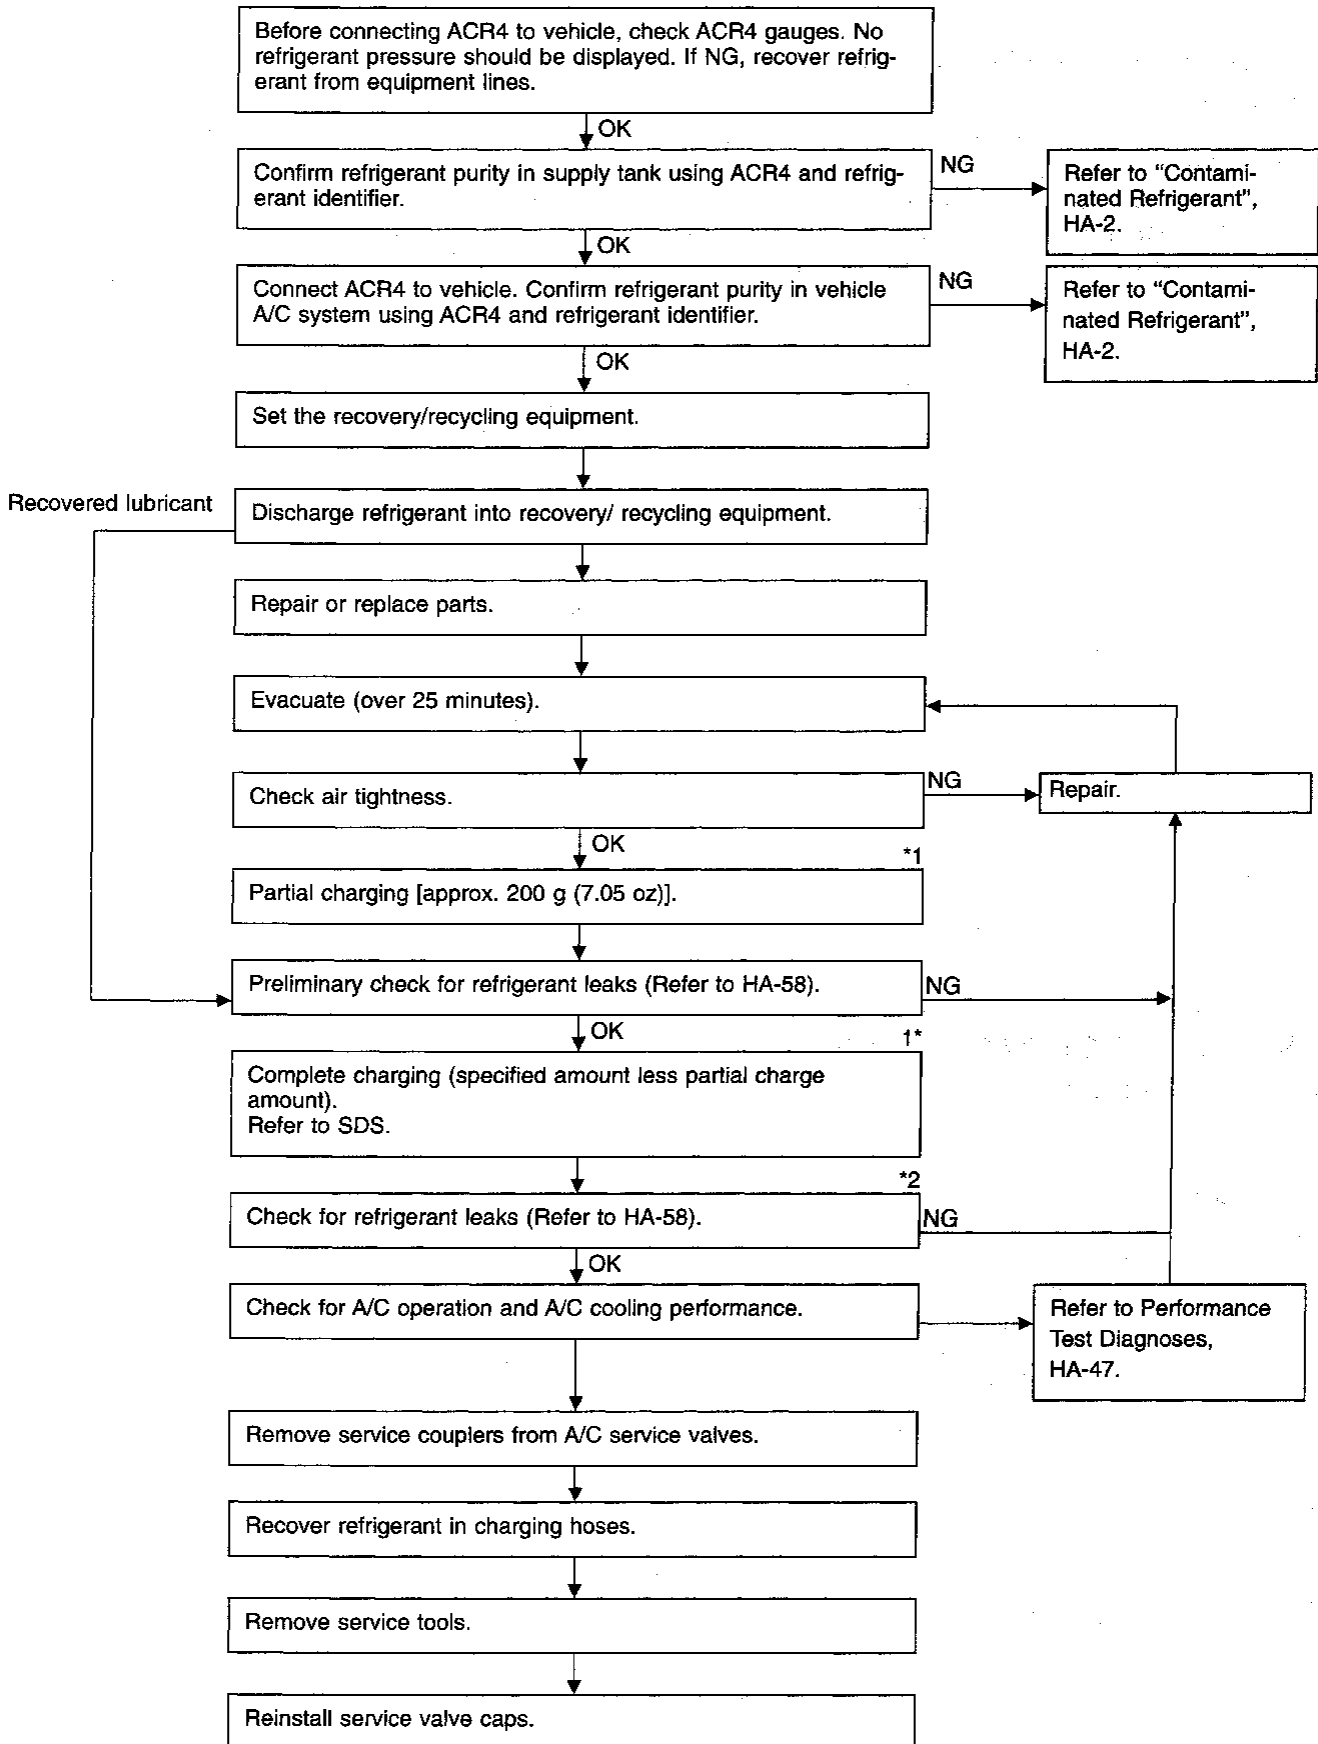 Before connecting ACR4 to vehicle, check ACR4 gauges. No
refrigerant pressure should be displayed. If NG, recover refrig-
erant from equipment lines.
OK
Confirm refrigerant purity in supply tank using ACR4 and refrig-
erant identifier.
NG
Refer to “Contami-
nated Refrigerant”,
HA-2.
OK
Connect ACR4 to vehicle. Confirm refrigerant purity in vehicle
A/C system using ACR4 and refrigerant identifier.
NG
Refer to “Contami-
nated Refrigerant”,
HA-2.
OK
Set the recovery/recycling equipment.
Recovered lubricant
Discharge refrigerant into recovery/ recycling equipment.
Repair or replace parts.
Evacuate (over 25 minutes).
Check air tightness.
NG
Repair.
OK
*1
Partial charging [approx. 200 g (7.05 oz)].
Preliminary check for refrigerant leaks (Refer to HA-58).
NG
OK
1*
Complete charging (specified amount less partial charge
amount).
Refer to SDS.
*2
Check for refrigerant leaks (Refer to HA-58).
NG
OK
Check for A/C operation and A/C cooling performance.
Refer to Performance
Test Diagnoses,
HA-47.
Remove service couplers from A/C service valves.
Recover refrigerant in charging hoses.
Remove service tools.
Reinstall service valve caps.